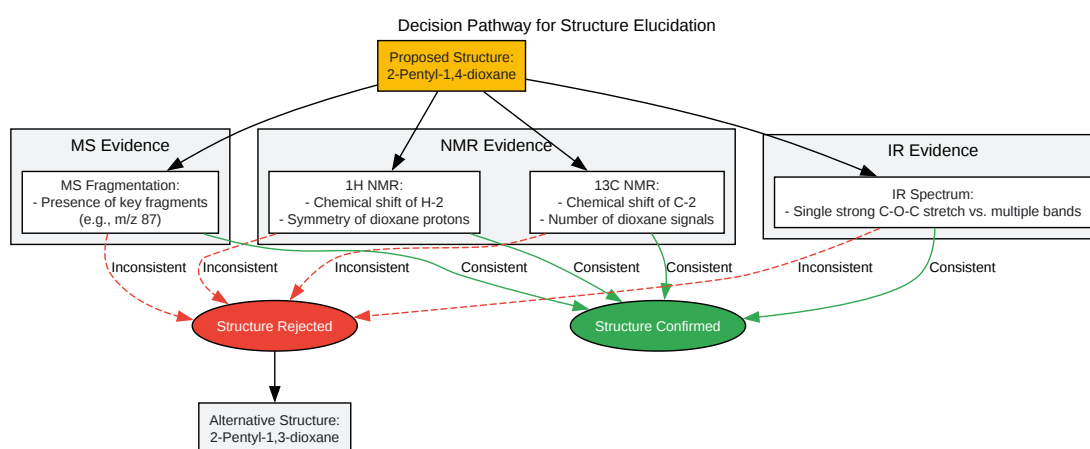 Decision Pathway for Structure Elucidation
Proposed Structure:
2-Pentyl-1,4-dioxane
MS Evidence
NMR Evidence
IR Evidence
MS Fragmentation:
- Presence of key fragments
(e.g., m/z 87)
1H NMR:
- Chemical shift of H-2
- Symmetry of dioxane protons
13C NMR:
- Chemical shift of C-2
- Number of dioxane signals
IR Spectrum:
- Single strong C-O-C stretch vs. multiple bands
Inconsistent
Inconsistent
Inconsistent
Consistent
Consistent
Consistent
Inconsistent
Consistent
Structure Rejected
Structure Confirmed
Alternative Structure:
2-Pentyl-1,3-dioxane